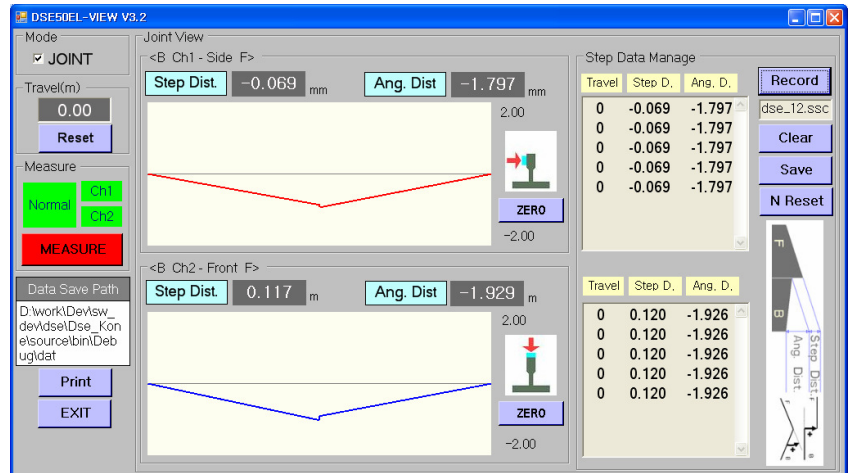 DSE50EL-VIEW V3.2
Mode
JOINT
Travel(m)
0.00
Reset
Measure
Normal
Ch1
Ch2
MEASURE
Data Save Path
D:\work\Dev\sw_
dev\dse\Dse_Kon
e\source\bin\Deb
ug\dat
Print
EXIT
Joint View
<B Ch1 - Side F>
Step Dist. -0.069 mm Ang. Dist -1.797 mm
2.00
ZERO
-2.00
<B Ch2 - Front F>
Step Dist. 0.117 m Ang. Dist -1.929 m
2.00
ZERO
-2.00
Step Data Manage
Travel Step D, Ang, D,
0 -0.069 -1.797
0 -0.069 -1.797
0 -0.069 -1.797
0 -0.069 -1.797
0 -0.069 -1.797
Travel Step D, Ang, D,
0 0.120 -1.926
0 0.120 -1.926
0 0.120 -1.926
0 0.120 -1.926
0 0.120 -1.926
Record
dse_12.ssc
Clear
Save
N Reset
F
B
Step Dist.
Ang. Dist.
F
B
F
B